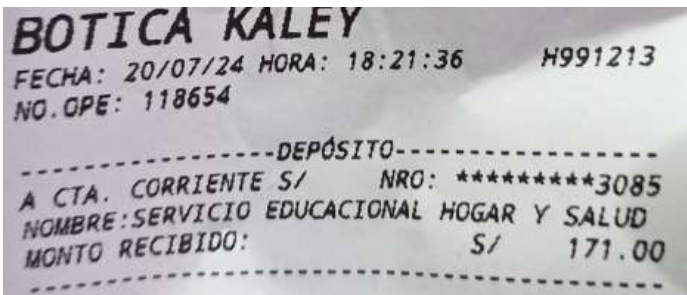 BOTICA KALEY
FECHA: 20/07/24 HORA: 18:21:36 H991213
NO.OPE: 118654
-----------------DEPÓSITO-----------------
A CTA. CORRIENTE S/ NRO: *********3085
NOMBRE:SERVICIO EDUCACIONAL HOGAR Y SALUD
MONTO RECIBIDO: S/ 171.00
------------------------------------------